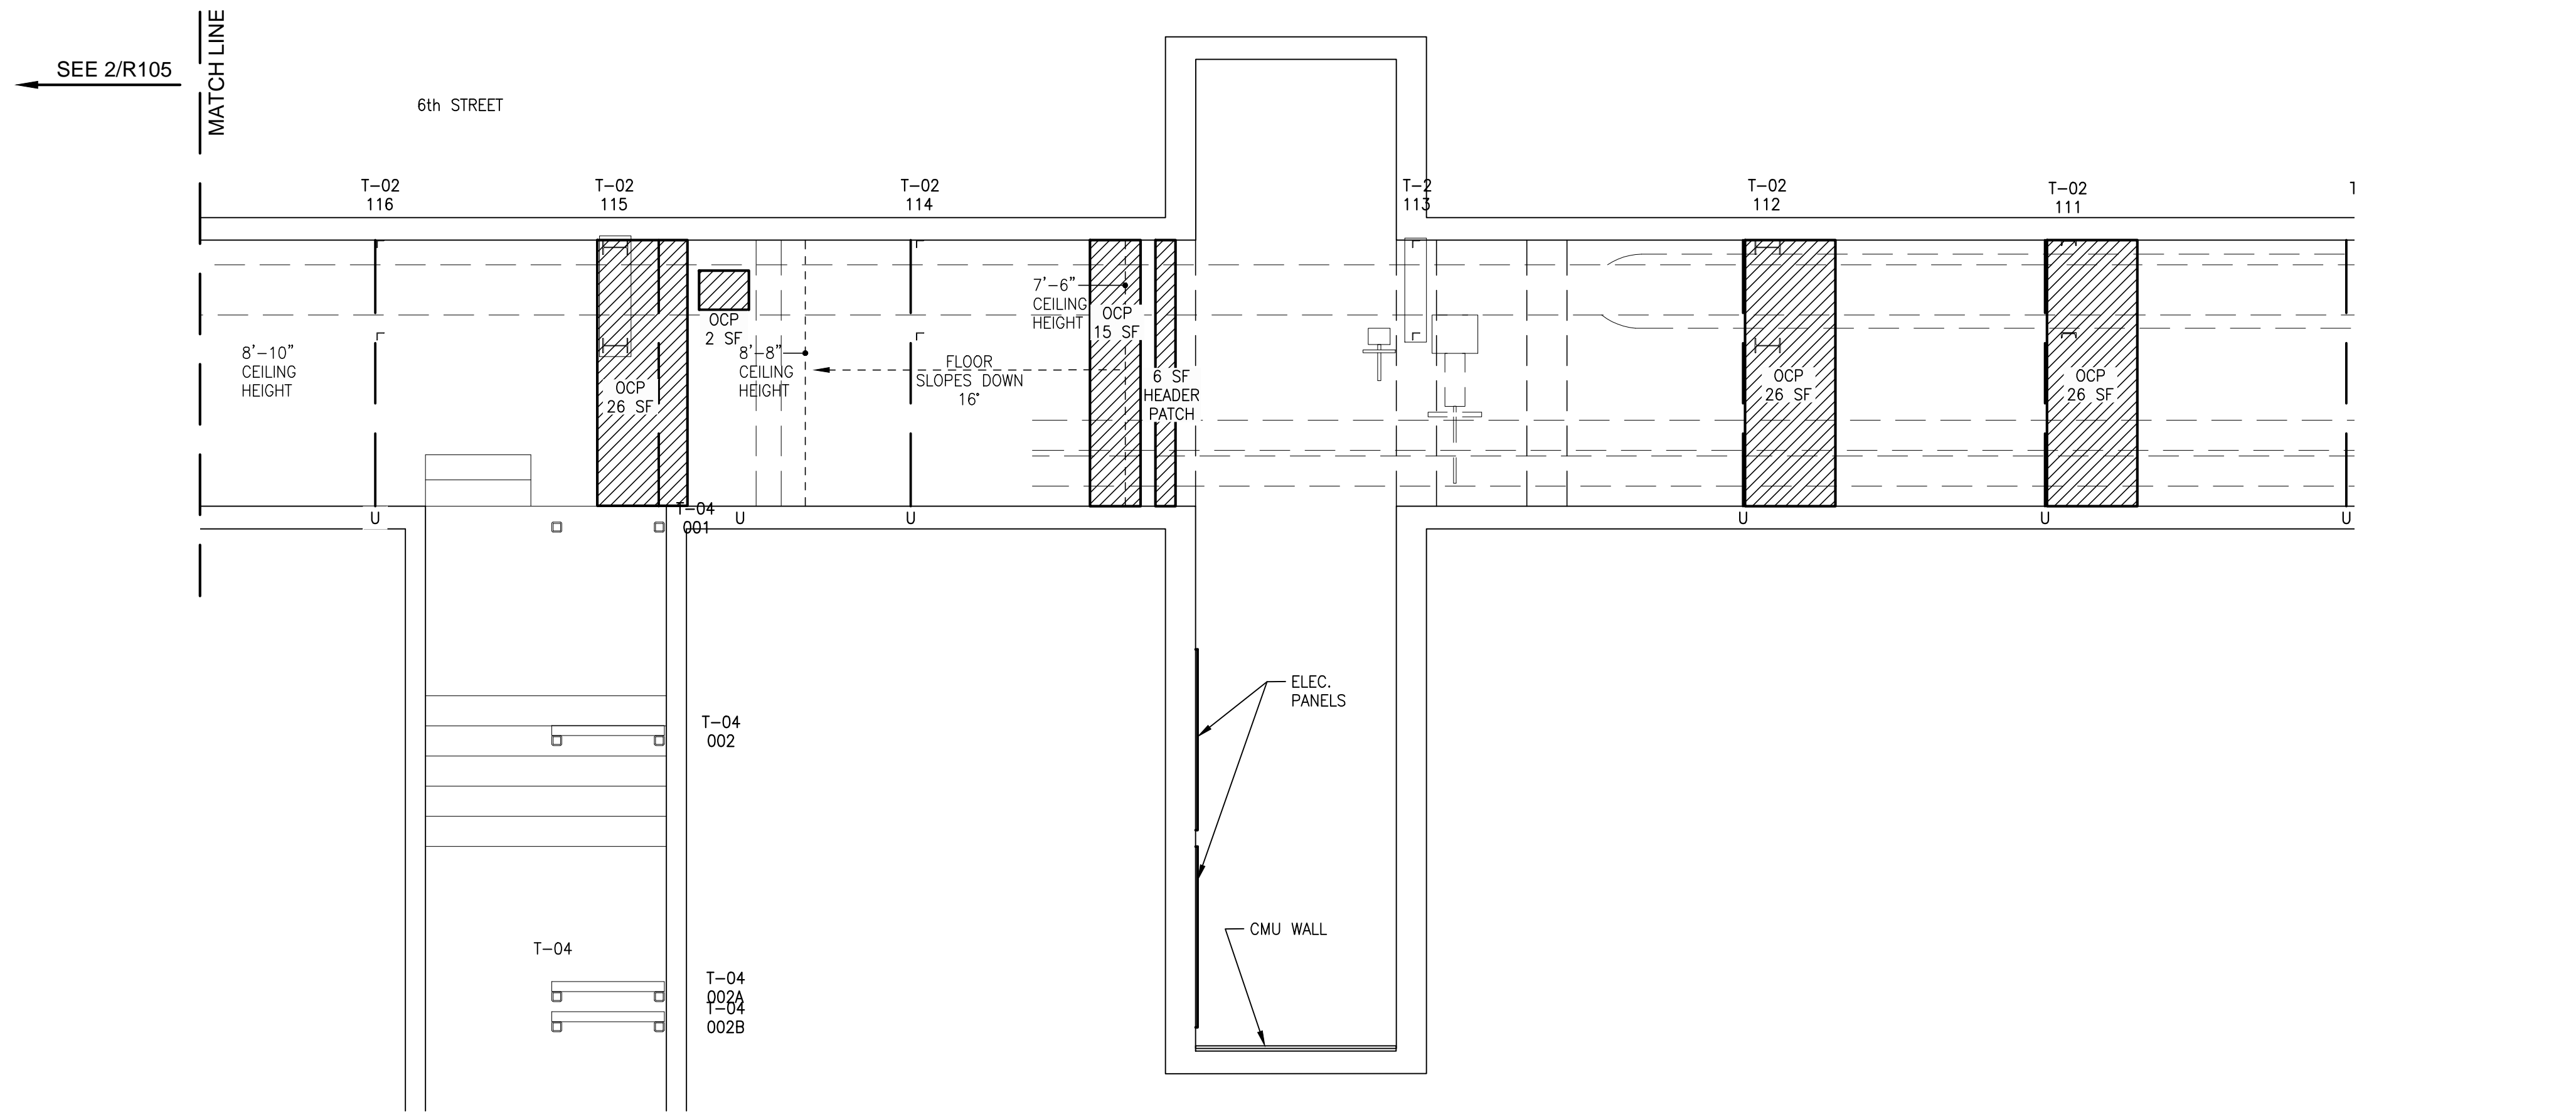 MATCH LINE
SEE 2/R105
6th STREET
T-02
116
T-02
115
T-02
114
T-2
113
T-02
112
T-02
111
8'-10"
CEILING
HEIGHT
OCP
26 SF
OCP
2 SF
8'-8"
CEILING
HEIGHT
FLOOR
SLOPES DOWN
16°
7'-6"
CEILING
HEIGHT
OCP
15 SF
6 SF
HEADER
PATCH
OCP
26 SF
OCP
26 SF
U
T-04
001
U
U
U
U
U
T-04
002
ELEC.
PANELS
CMU WALL
T-04
T-04
002A
T-04
002B